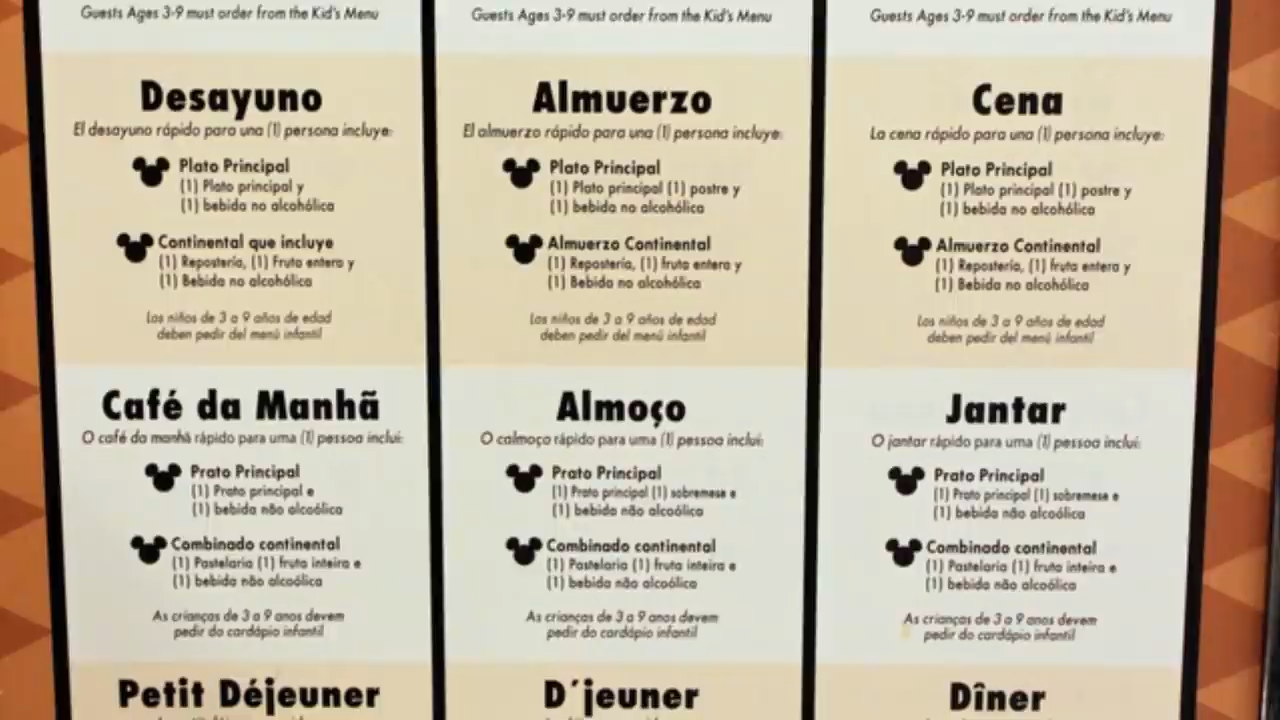 Guests Ages 3-9 must order from the Kid's Menu
Desayuno
El desayuno rápido para una (1) persona incluye:
Plato Principal
(1) Plato principal y
(1) bebida no alcohólica
Continental que incluye
(1) Repostería, (1) Fruta entera y
(1) Bebida no alcohólica
Los niños de 3 a 9 años de edad
deben pedir del menú infantil
Café da Manhã
O café da manhã rápido para uma (1) pessoa inclui:
Prato Principal
(1) Prato principal e
(1) bebida não alcoólica
Combinado continental
(1) Pastelaria (1) fruta inteira e
(1) bebida não alcoólica
As crianças de 3 a 9 anos devem
pedir do cardápio infantil
Petit Déjeuner
Guests Ages 3-9 must order from the Kid's Menu
Almuerzo
El almuerzo rápido para una (1) persona incluye:
Plato Principal
(1) Plato principal (1) postre y
(1) bebida no alcohólica
Almuerzo Continental
(1) Repostería, (1) fruta entera y
(1) Bebida no alcohólica
Los niños de 3 a 9 años de edad
deben pedir del menú infantil
Almoço
O calmoço rápido para uma (1) pessoa inclui:
Prato Principal
(1) Prato principal (1) sobremese e
(1) bebida não alcoólica
Combinado continental
(1) Pastelaria (1) fruta inteira e
(1) bebida não alcoólica
As crianças de 3 a 9 anos devem
pedir do cardápio infantil
D´jeuner
Guests Ages 3-9 must order from the Kid's Menu
Cena
La cena rápido para una (1) persona incluye:
Plato Principal
(1) Plato principal (1) postre y
(1) bebida no alcohólica
Almuerzo Continental
(1) Repostería, (1) fruta entera y
(1) Bebida no alcohólica
Los niños de 3 a 9 años de edad
deben pedir del menú infantil
Jantar
O jantar rápido para uma (1) pessoa inclui:
Prato Principal
(1) Prato principal (1) sobremese e
(1) bebida não alcoólica
Combinado continental
(1) Pastelaria (1) fruta inteira e
(1) bebida não alcoólica
As crianças de 3 a 9 anos devem
pedir do cardápio infantil
Dîner